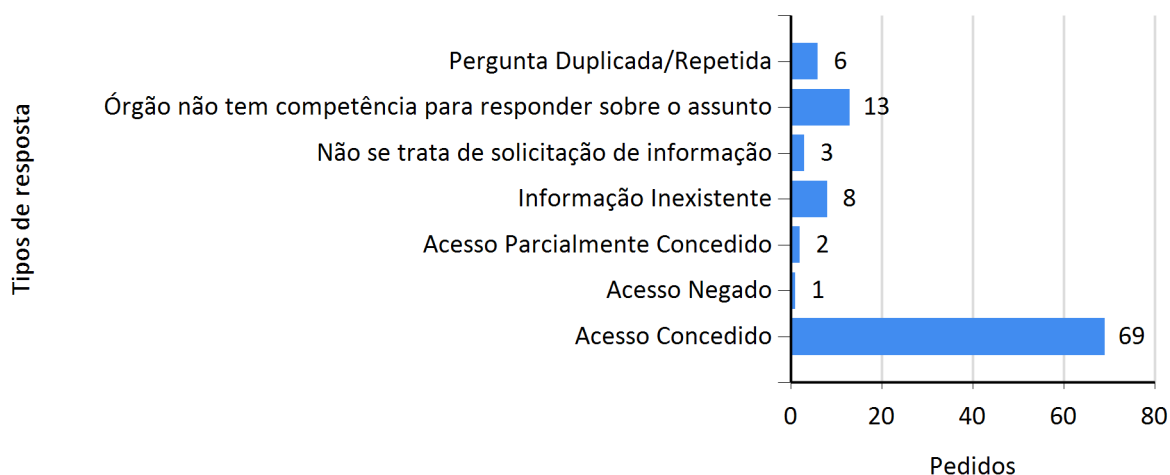 Tipos de resposta
Pergunta Duplicada/Repetida 6
Órgão não tem competência para responder sobre o assunto 13
Não se trata de solicitação de informação 3
Informação Inexistente 8
Acesso Parcialmente Concedido 2
Acesso Negado 1
Acesso Concedido 69
0 20 40 60 80
Pedidos